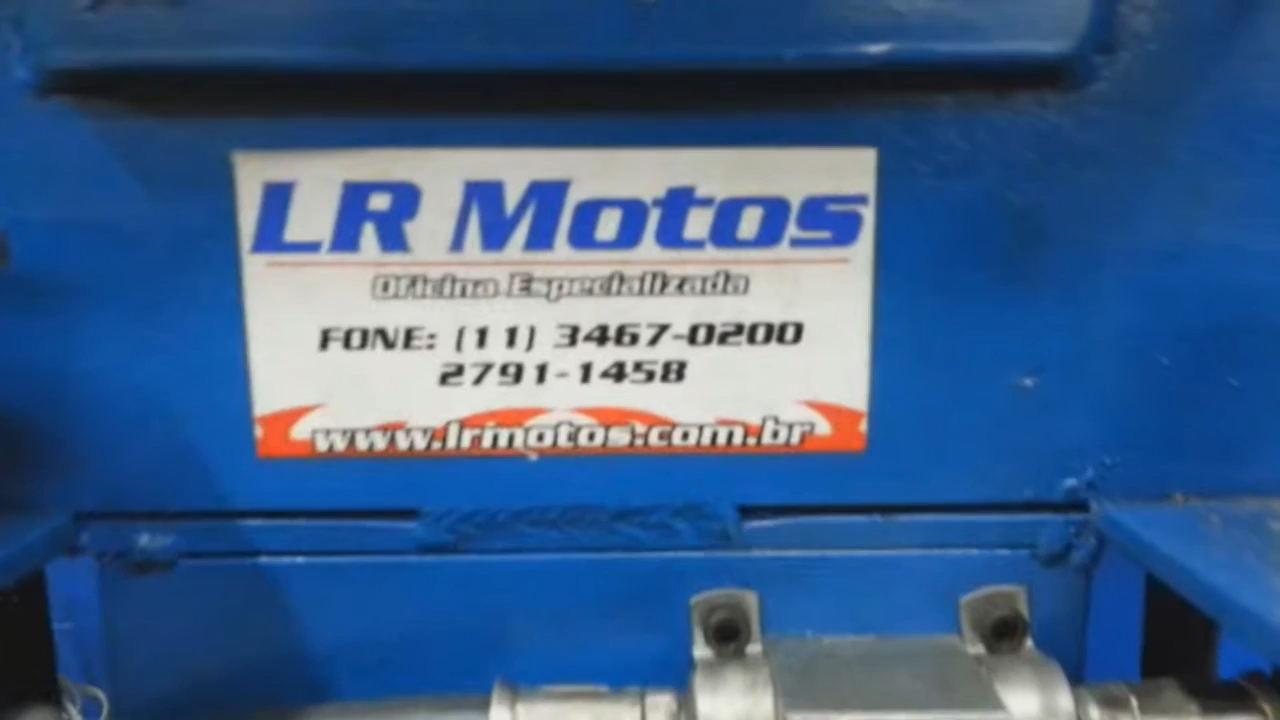 LR Motos
Oficina Especializada
FONE: (11) 3467-0200
2791-1458
www.lrmotos.com.br